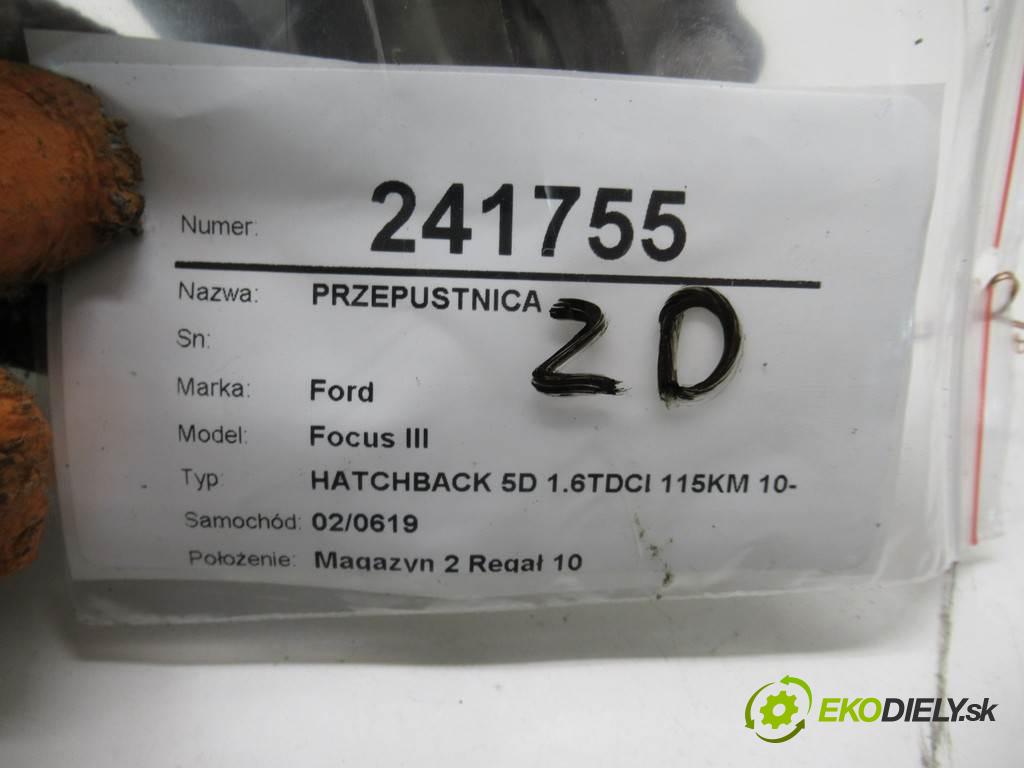 Numer: 241755
Nazwa: PRZEPUSTNICA
2D
Sn:
Marka: Ford
Model: Focus III
Typ: HATCHBACK 5D 1.6TDCI 115KM 10-
Samochód: 02/0619
Położenie: Magazyn 2 Regał 10
EKODIELY.sk